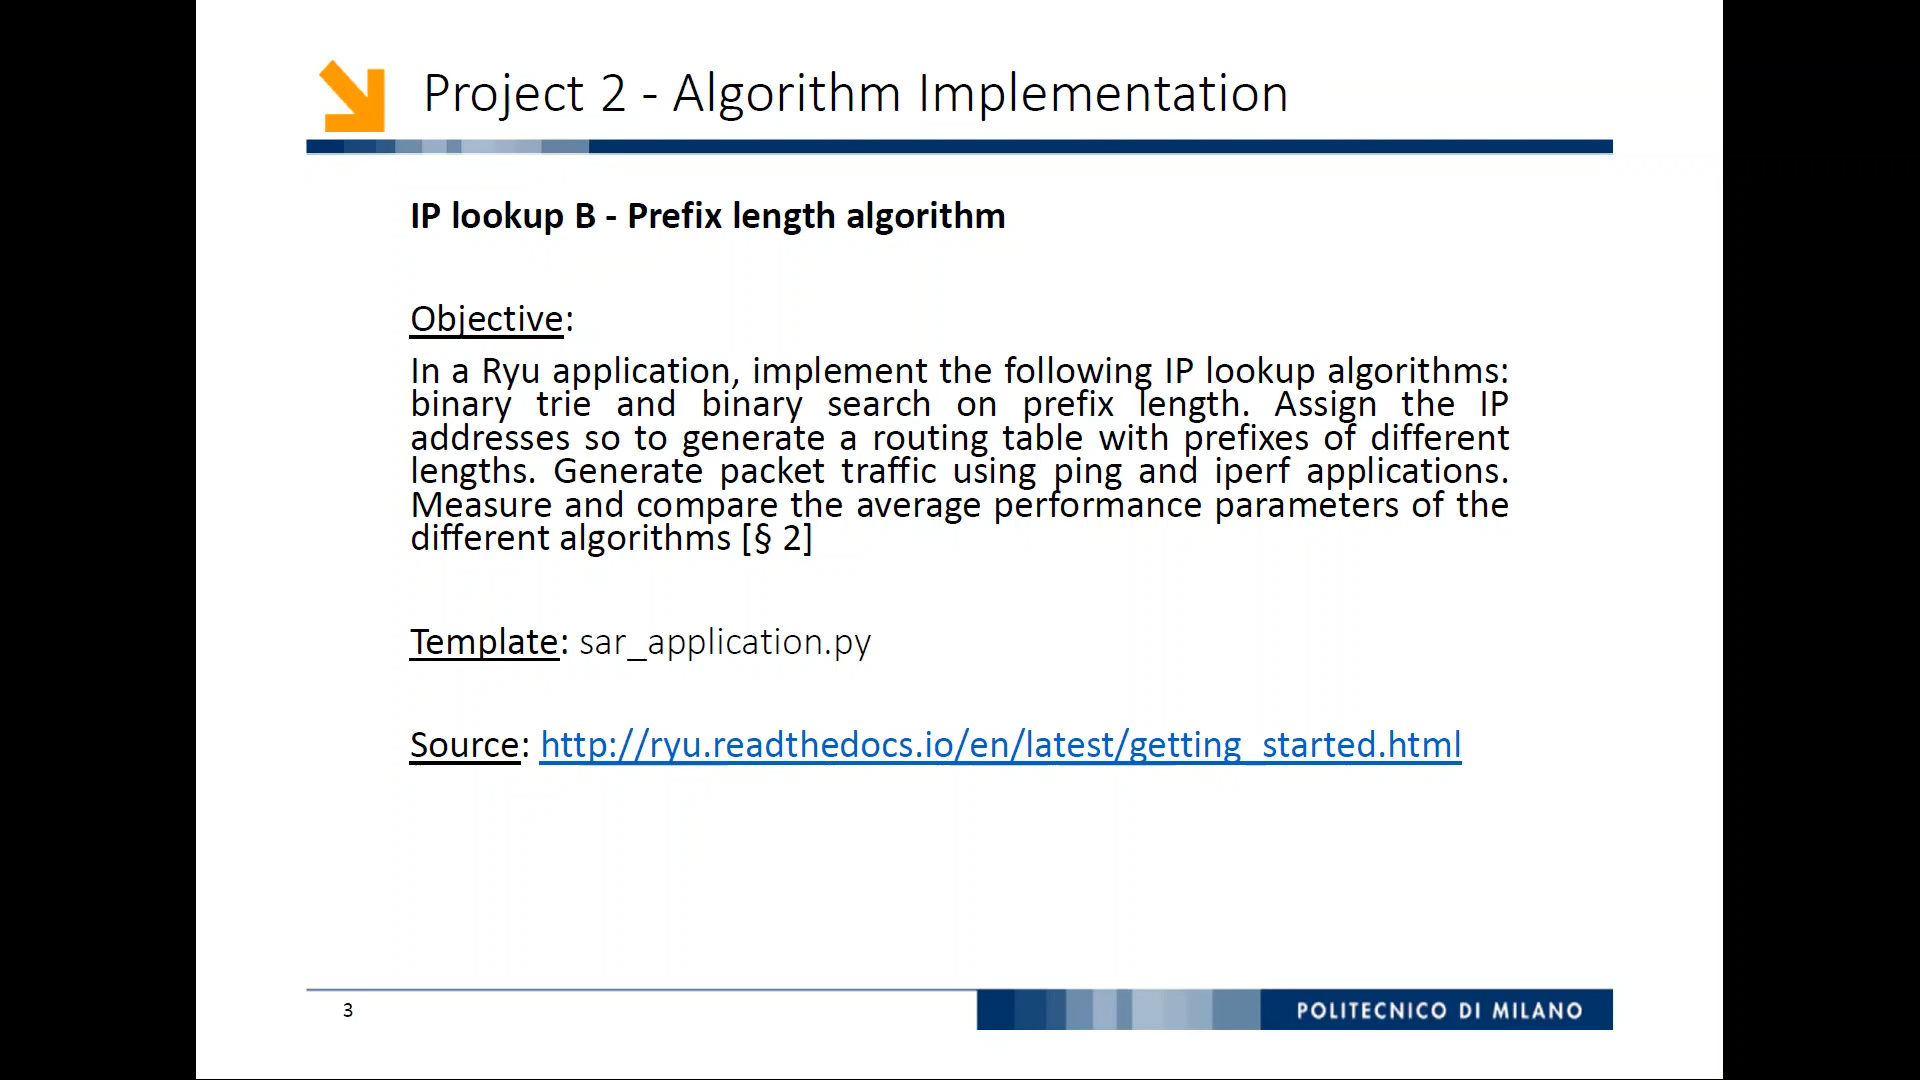 Project 2 - Algorithm Implementation
IP lookup B - Prefix length algorithm
Objective:
In a Ryu application, implement the following IP lookup algorithms:
binary trie and binary search on prefix length. Assign the IP
addresses so to generate a routing table with prefixes of different
lengths. Generate packet traffic using ping and iperf applications.
Measure and compare the average performance parameters of the
different algorithms [§ 2]
Template: sar_application.py
Source: http://ryu.readthedocs.io/en/latest/getting_started.html
3
POLITECNICO DI MILANO